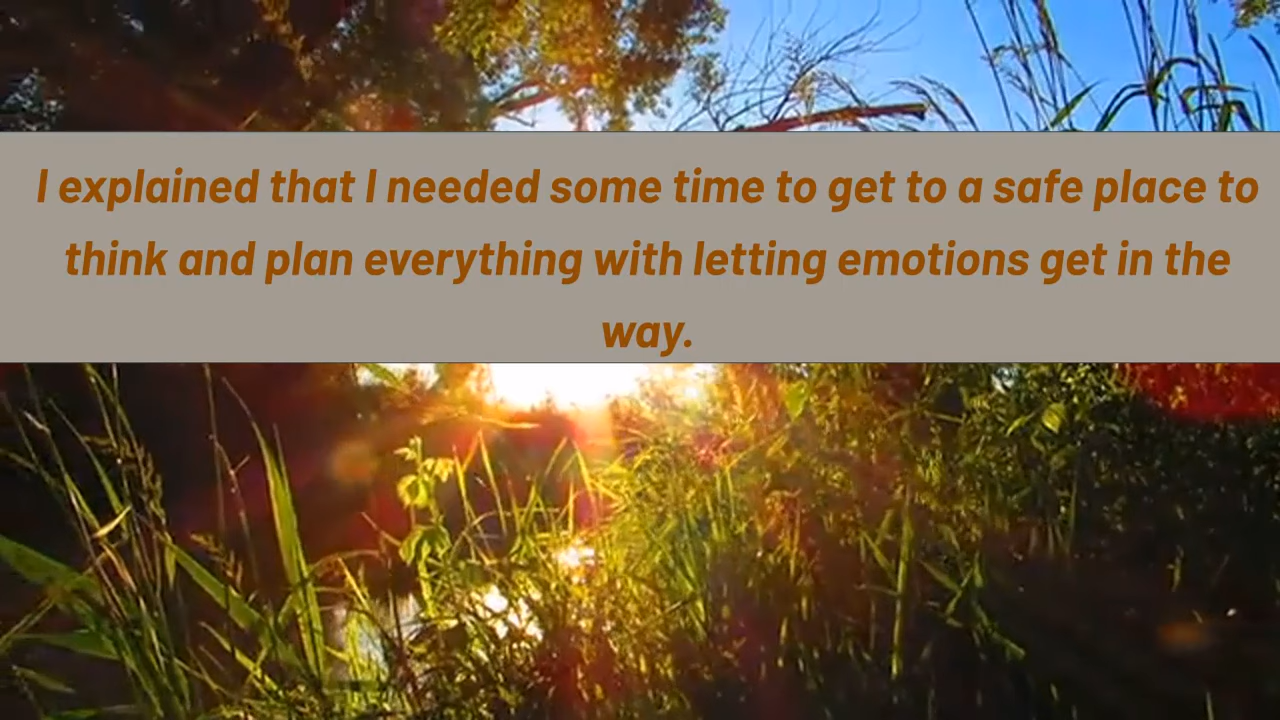 I explained that I needed some time to get to a safe place to
think and plan everything with letting emotions get in the
way.